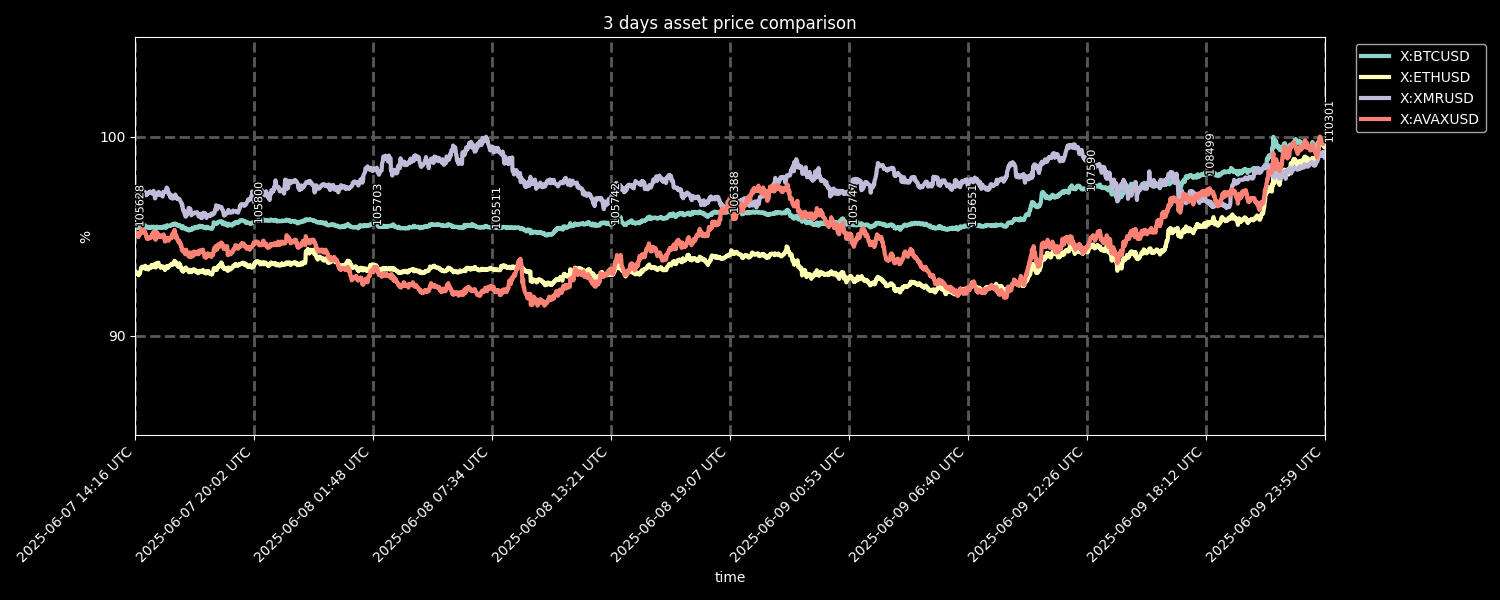 3 days asset price comparison
X:BTCUSD
X:ETHUSD
X:XMRUSD
X:AVAXUSD
100
90
%
105628
105800
105703
105511
105742
106388
105747
105651
107590
108499
110301
2025-06-07 14:16 UTC
2025-06-07 20:02 UTC
2025-06-08 01:48 UTC
2025-06-08 07:34 UTC
2025-06-08 13:21 UTC
2025-06-08 19:07 UTC
2025-06-09 00:53 UTC
2025-06-09 06:40 UTC
2025-06-09 12:26 UTC
2025-06-09 18:12 UTC
2025-06-09 23:59 UTC
time